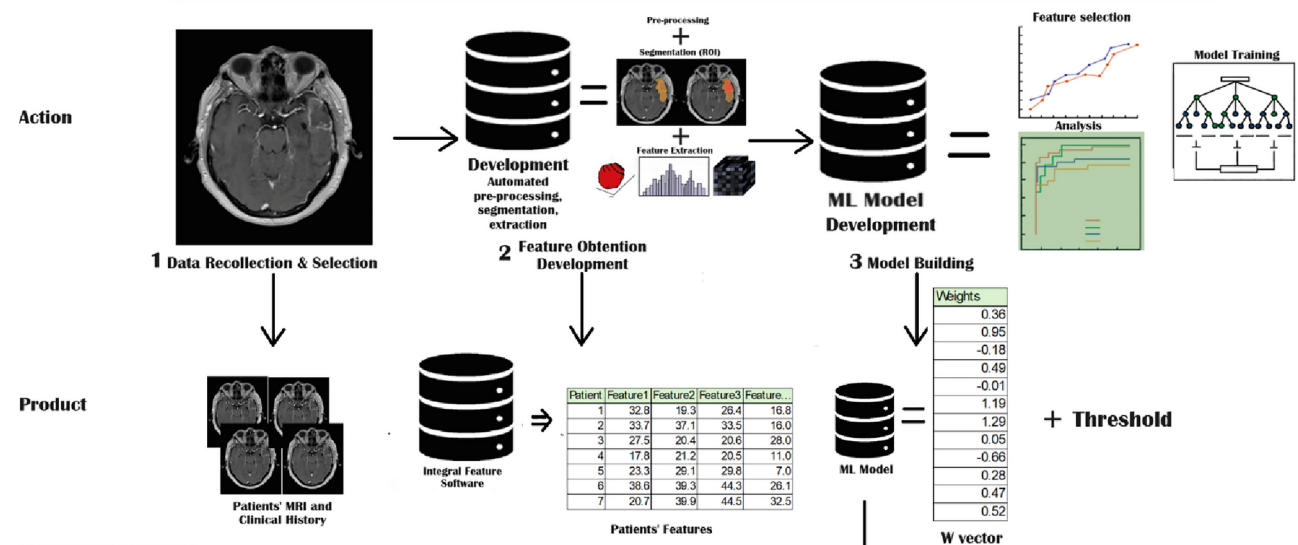 Action
1 Data Recollection & Selection
Development
Automated
pre-processing,
segmentation,
extraction
=
Pre-processing
+
Segmentation (ROI)
+
Feature Extraction
2 Feature Obtention
Development
ML Model
Development
=
Feature selection
Analysis
Model Training
3 Model Building
Product
Patients' MRI and
Clinical History
Integral Feature
Software
⇒
Patient Feature1 Feature2 Feature3 Feature...
1 32.8 19.3 26.4 16.8
2 33.7 37.1 33.5 16.0
3 27.5 20.4 20.6 28.0
4 17.8 21.2 20.5 11.0
5 23.3 29.1 29.8 7.0
6 38.6 39.3 44.3 26.1
7 20.7 39.9 44.5 32.5
Patients' Features
ML Model
=
Weights
0.36
0.95
-0.18
0.49
-0.01
1.19
1.29
0.05
-0.66
0.28
0.47
0.52
W vector
+ Threshold